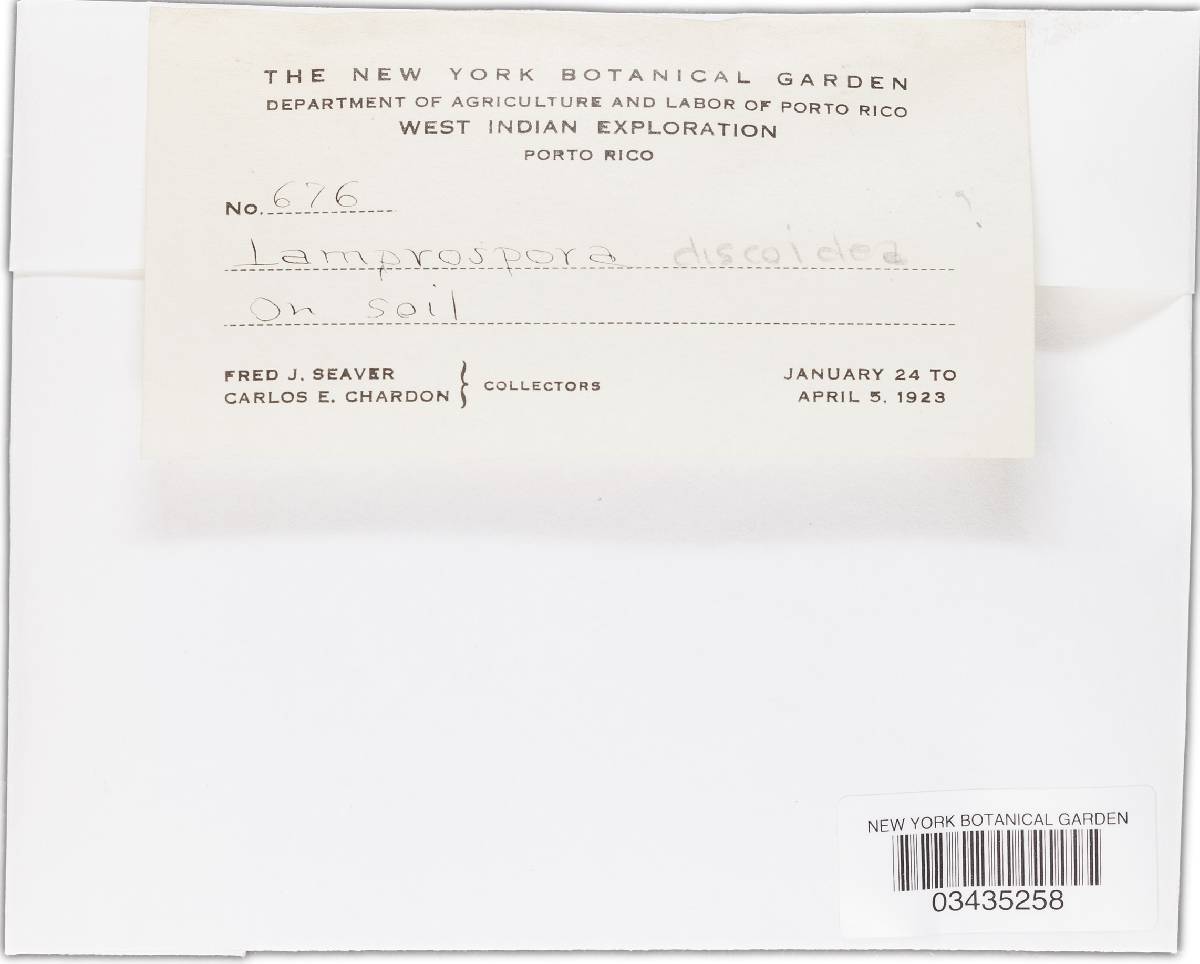 THE NEW YORK BOTANICAL GARDEN
DEPARTMENT OF AGRICULTURE AND LABOR OF PORTO RICO
WEST INDIAN EXPLORATION
PORTO RICO
No. 676
Lamprospora discoidea
On soil
FRED J. SEAVER
CARLOS E. CHARDON } COLLECTORS
JANUARY 24 TO
APRIL 5, 1923
NEW YORK BOTANICAL GARDEN
03435258